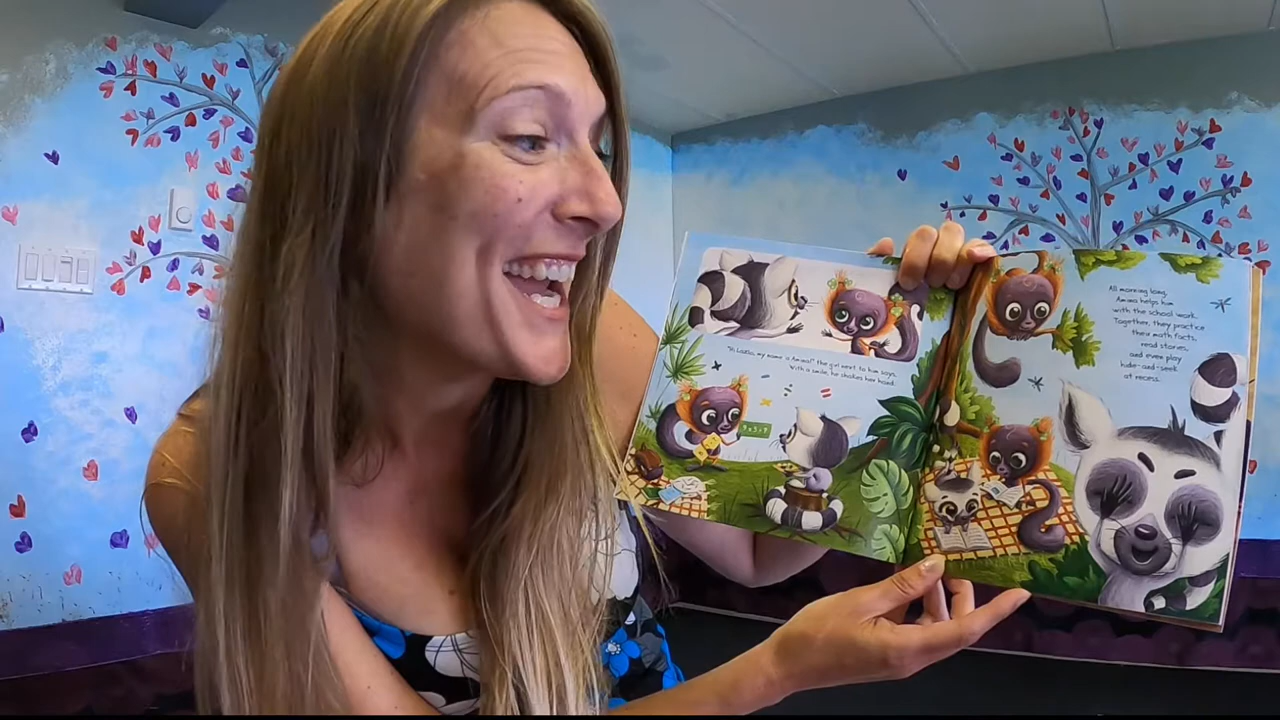 "Hi Lazlo, my name is Amina!" the girl next to him says.
With a smile, he shakes her hand.
All morning long,
Amina helps him
with the school work.
Together, they practice
their math facts,
read stories,
and even play
hide-and-seek
at recess.